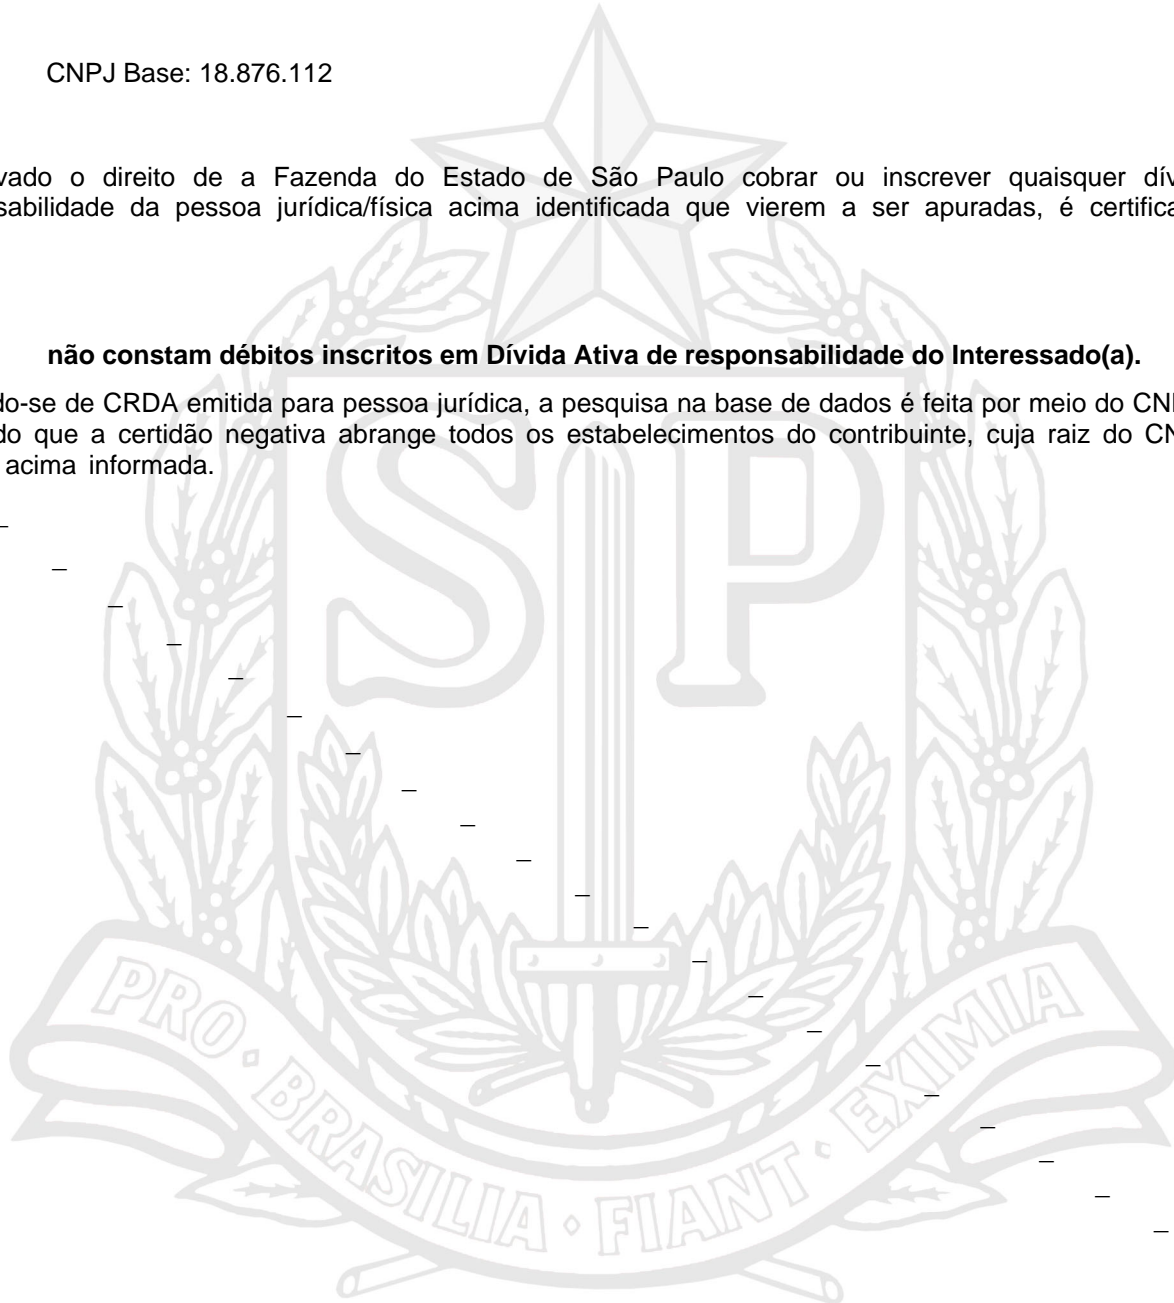 CNPJ Base: 18.876.112
vado o direito de a Fazenda do Estado de São Paulo cobrar ou inscrever quaisquer dív
sabilidade da pessoa jurídica/física acima identificada que vierem a ser apuradas, é certifica
não constam débitos inscritos em Dívida Ativa de responsabilidade do Interessado(a).
do-se de CRDA emitida para pessoa jurídica, a pesquisa na base de dados é feita por meio do CN
do que a certidão negativa abrange todos os estabelecimentos do contribuinte, cuja raiz do CN
acima informada.
SP
PRO • BRASILIA • FIANT • EXIMIA